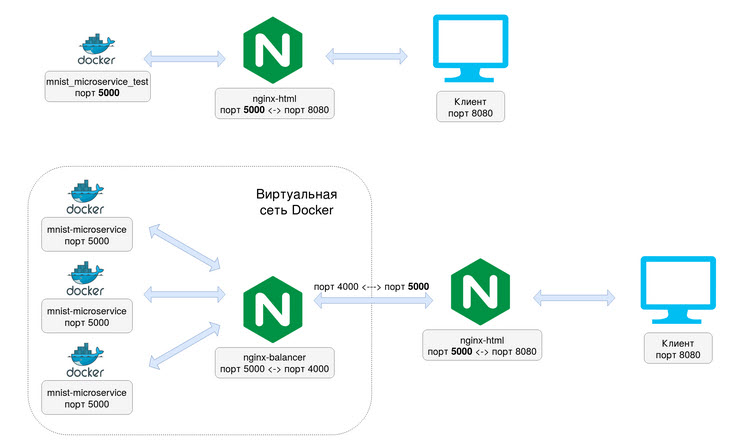 docker
mnist_microservice_test
порт 5000
nginx-html
порт 5000 <-> порт 8080
Клиент
порт 8080
Виртуальная
сеть Docker
docker
mnist-microservice
порт 5000
docker
mnist-microservice
порт 5000
docker
mnist-microservice
порт 5000
nginx-balancer
порт 5000 <-> порт 4000
порт 4000 <---> порт 5000
nginx-html
порт 5000 <-> порт 8080
Клиент
порт 8080